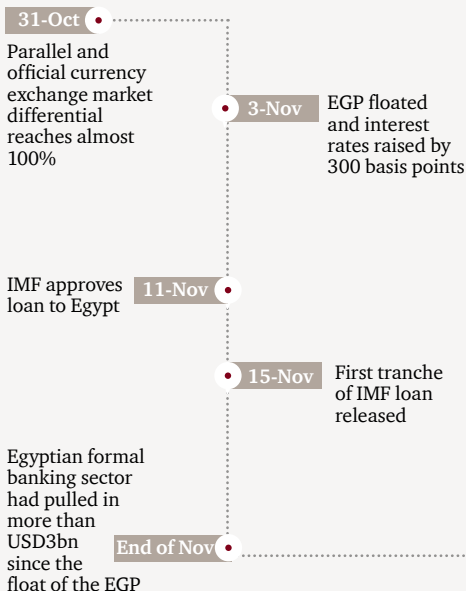 31-Oct
Parallel and
official currency
exchange market
differential
reaches almost
100%
3-Nov
EGP floated
and interest
rates raised by
300 basis points
IMF approves
loan to Egypt
11-Nov
15-Nov
First tranche
of IMF loan
released
Egyptian formal
banking sector
had pulled in
more than
USD3bn
since the
float of the EGP
End of Nov